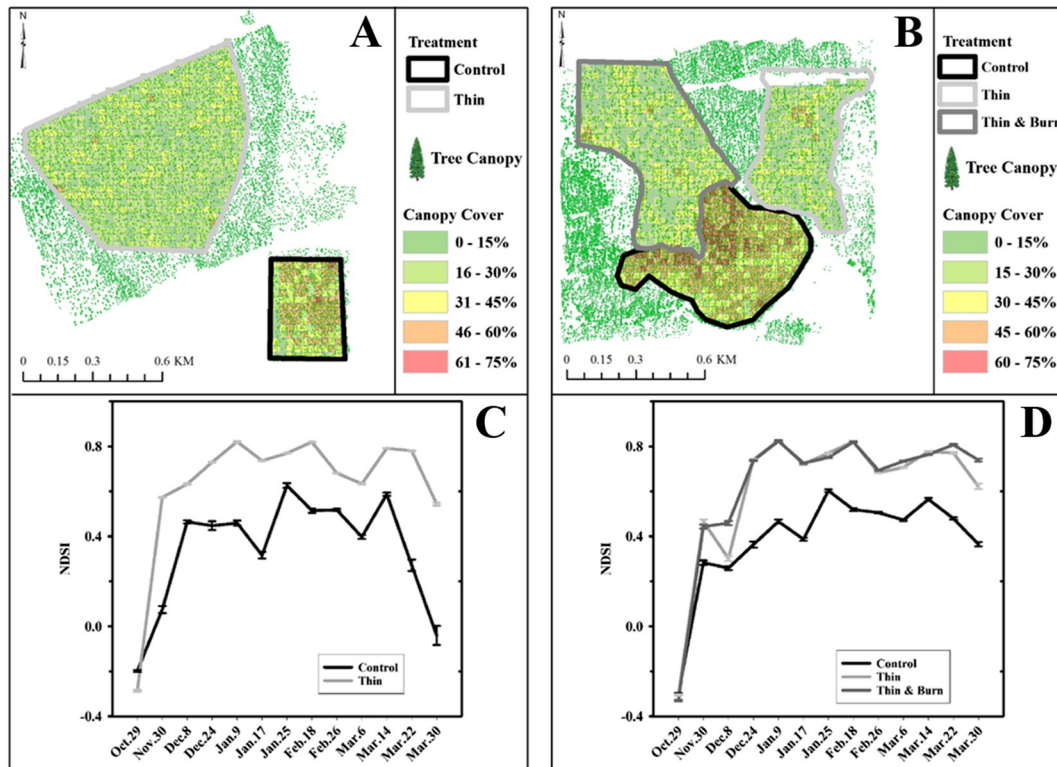 A
N
Treatment
Control
Thin
Tree Canopy
Canopy Cover
0 - 15%
16 - 30%
31 - 45%
46 - 60%
61 - 75%
0 0.15 0.3 0.6 KM
B
N
Treatment
Control
Thin
Thin & Burn
Tree Canopy
Canopy Cover
0 - 15%
15 - 30%
30 - 45%
45 - 60%
60 - 75%
0 0.15 0.3 0.6 KM
C
NDSI
0.8
0.4
0.0
-0.4
Control
Thin
Oct.29 Nov.30 Dec.8 Dec.24 Jan.9 Jan.17 Jan.25 Feb.18 Feb.26 Mar.6 Mar.14 Mar.22 Mar.30
D
NDSI
0.8
0.4
0.0
-0.4
Control
Thin
Thin & Burn
Oct.29 Nov.30 Dec.8 Dec.24 Jan.9 Jan.17 Jan.25 Feb.18 Feb.26 Mar.6 Mar.14 Mar.22 Mar.30